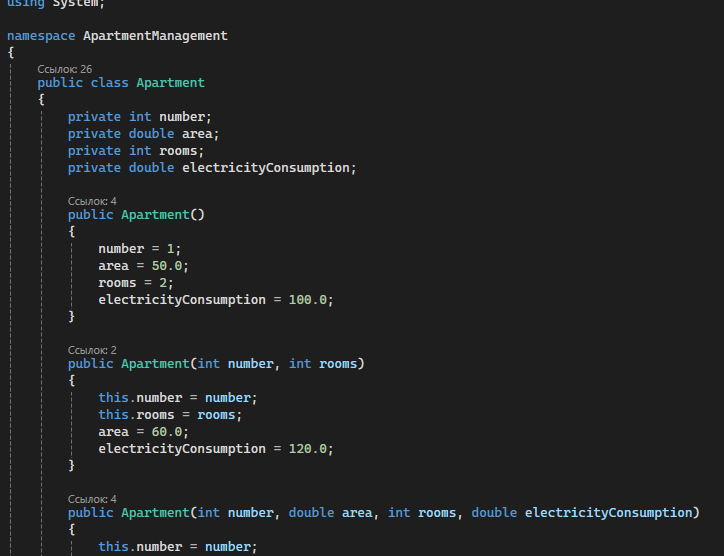 using System;
namespace ApartmentManagement
{
Ссылок: 26
public class Apartment
{
private int number;
private double area;
private int rooms;
private double electricityConsumption;
Ссылок: 4
public Apartment()
{
number = 1;
area = 50.0;
rooms = 2;
electricityConsumption = 100.0;
}
Ссылок: 2
public Apartment(int number, int rooms)
{
this.number = number;
this.rooms = rooms;
area = 60.0;
electricityConsumption = 120.0;
}
Ссылок: 4
public Apartment(int number, double area, int rooms, double electricityConsumption)
{
this.number = number;